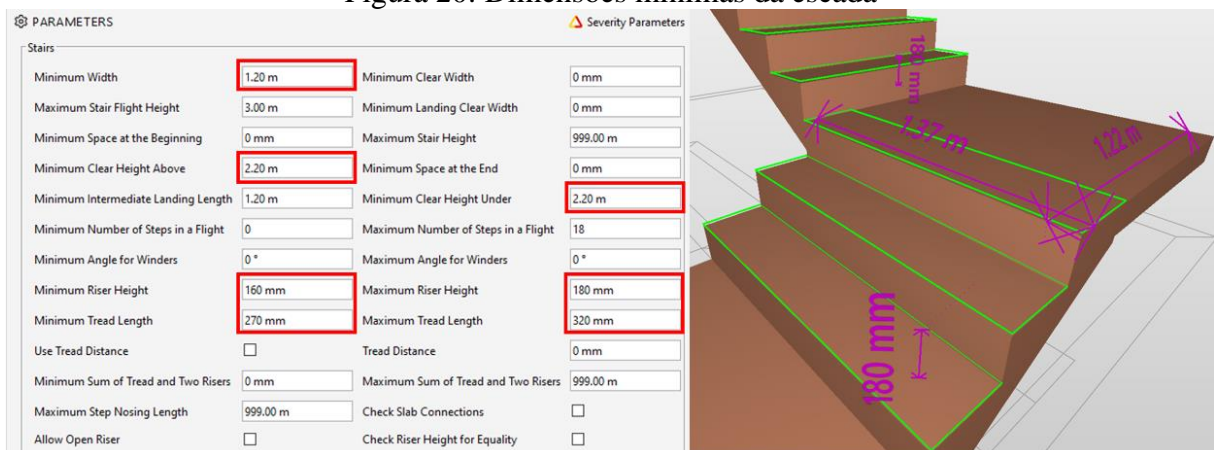 Figura 20: Dimensões mínimas da escada
PARAMETERS
Severity Parameters
Stairs
Minimum Width 1.20 m Minimum Clear Width 0 mm
Maximum Stair Flight Height 3.00 m Minimum Landing Clear Width 0 mm
Minimum Space at the Beginning 0 mm Maximum Stair Height 999.00 m
Minimum Clear Height Above 2.20 m Minimum Space at the End 0 mm
Minimum Intermediate Landing Length 1.20 m Minimum Clear Height Under 2.20 m
Minimum Number of Steps in a Flight 0 Maximum Number of Steps in a Flight 18
Minimum Angle for Winders 0 ° Maximum Angle for Winders 0 °
Minimum Riser Height 160 mm Maximum Riser Height 180 mm
Minimum Tread Length 270 mm Maximum Tread Length 320 mm
Use Tread Distance Tread Distance 0 mm
Minimum Sum of Tread and Two Risers 0 mm Maximum Sum of Tread and Two Risers 999.00 m
Maximum Step Nosing Length 999.00 m Check Slab Connections
Allow Open Riser Check Riser Height for Equality
180 mm
1.37 m
1.22 m
180 mm